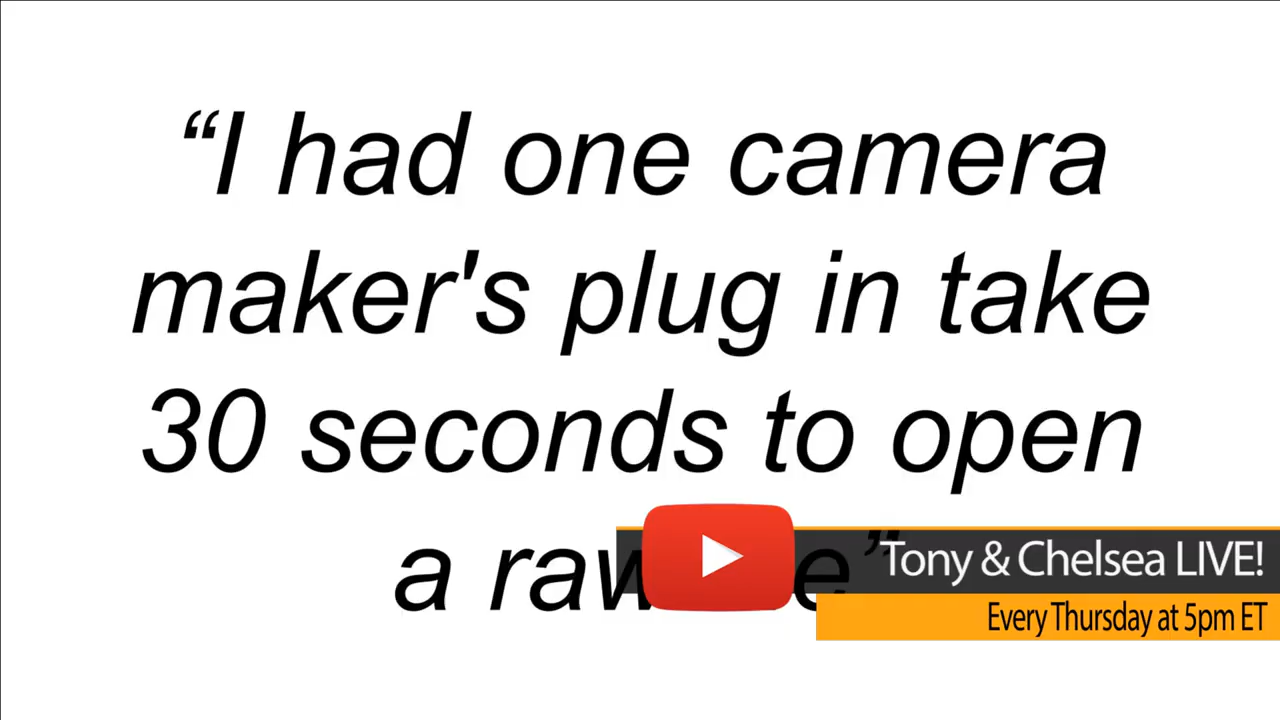 “I had one camera
maker's plug in take
30 seconds to open
a raw
Tony & Chelsea LIVE!
Every Thursday at 5pm ET